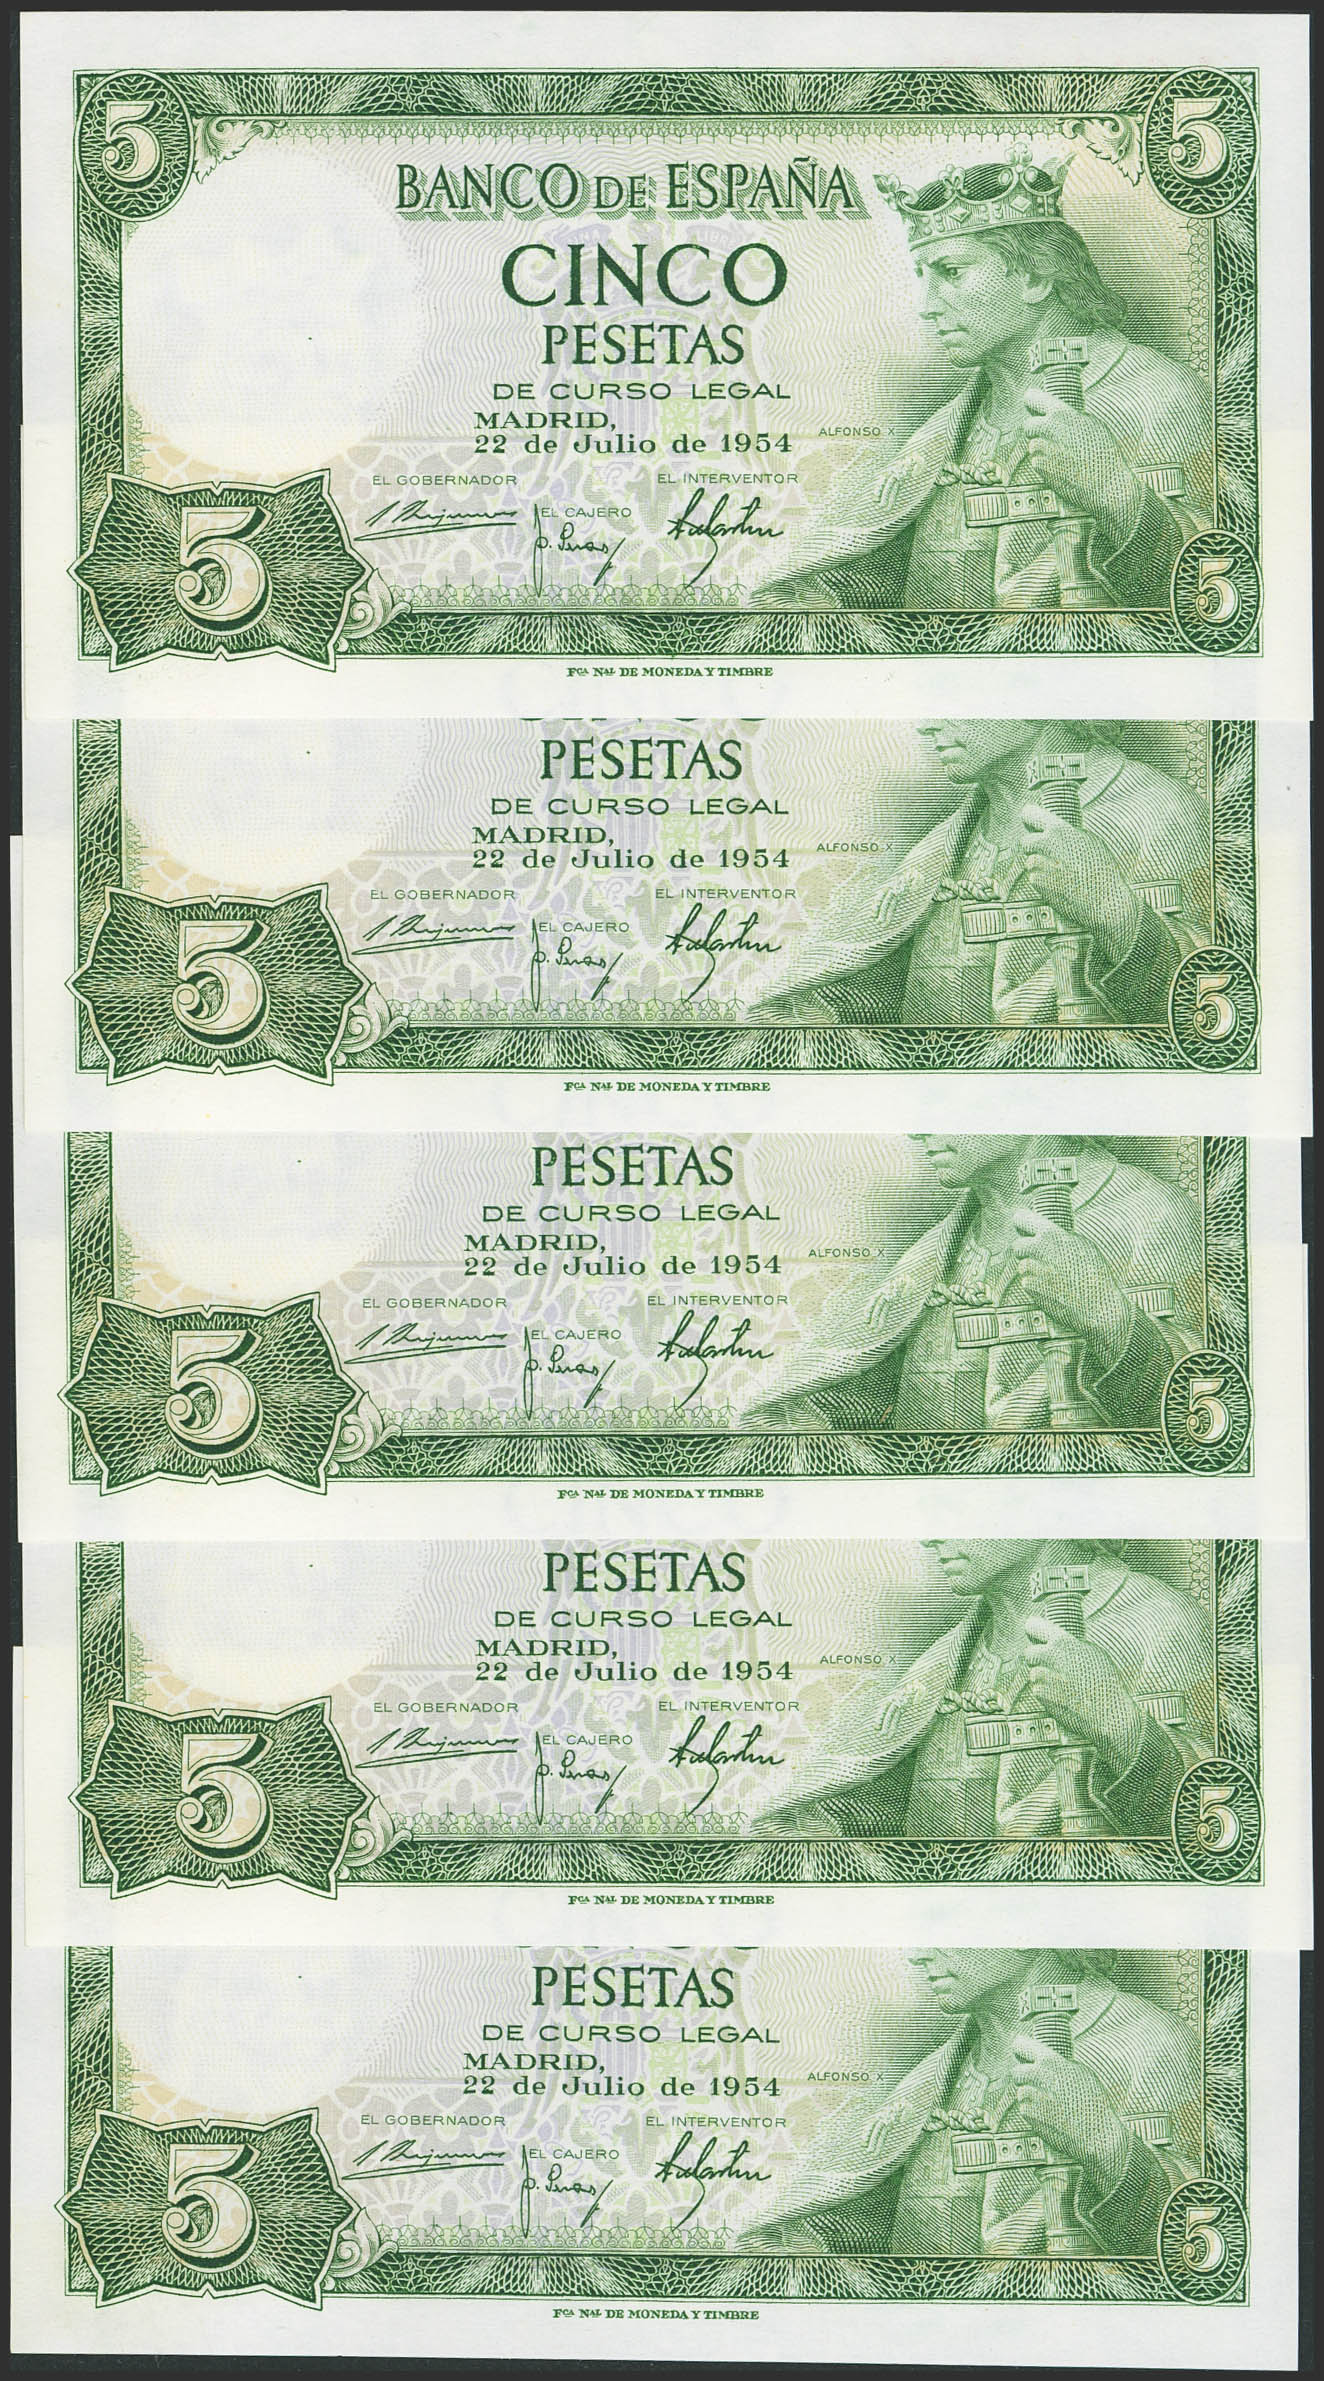 5 5
BANCO DE ESPAÑA
CINCO
PESETAS
DE CURSO LEGAL
MADRID,
22 de Julio de 1954
ALFONSO X
EL GOBERNADOR EL INTERVENTOR
EL CAJERO
5 5
FCA NAL DE MONEDA Y TIMBRE
PESETAS
DE CURSO LEGAL
MADRID,
22 de Julio de 1954
ALFONSO X
EL GOBERNADOR EL INTERVENTOR
EL CAJERO
5 5
FCA NAL DE MONEDA Y TIMBRE
PESETAS
DE CURSO LEGAL
MADRID,
22 de Julio de 1954
ALFONSO X
EL GOBERNADOR EL INTERVENTOR
EL CAJERO
5 5
FCA NAL DE MONEDA Y TIMBRE
PESETAS
DE CURSO LEGAL
MADRID,
22 de Julio de 1954
ALFONSO X
EL GOBERNADOR EL INTERVENTOR
EL CAJERO
5 5
FCA NAL DE MONEDA Y TIMBRE
PESETAS
DE CURSO LEGAL
MADRID,
22 de Julio de 1954
ALFONSO X
EL GOBERNADOR EL INTERVENTOR
EL CAJERO
5 5
FCA NAL DE MONEDA Y TIMBRE